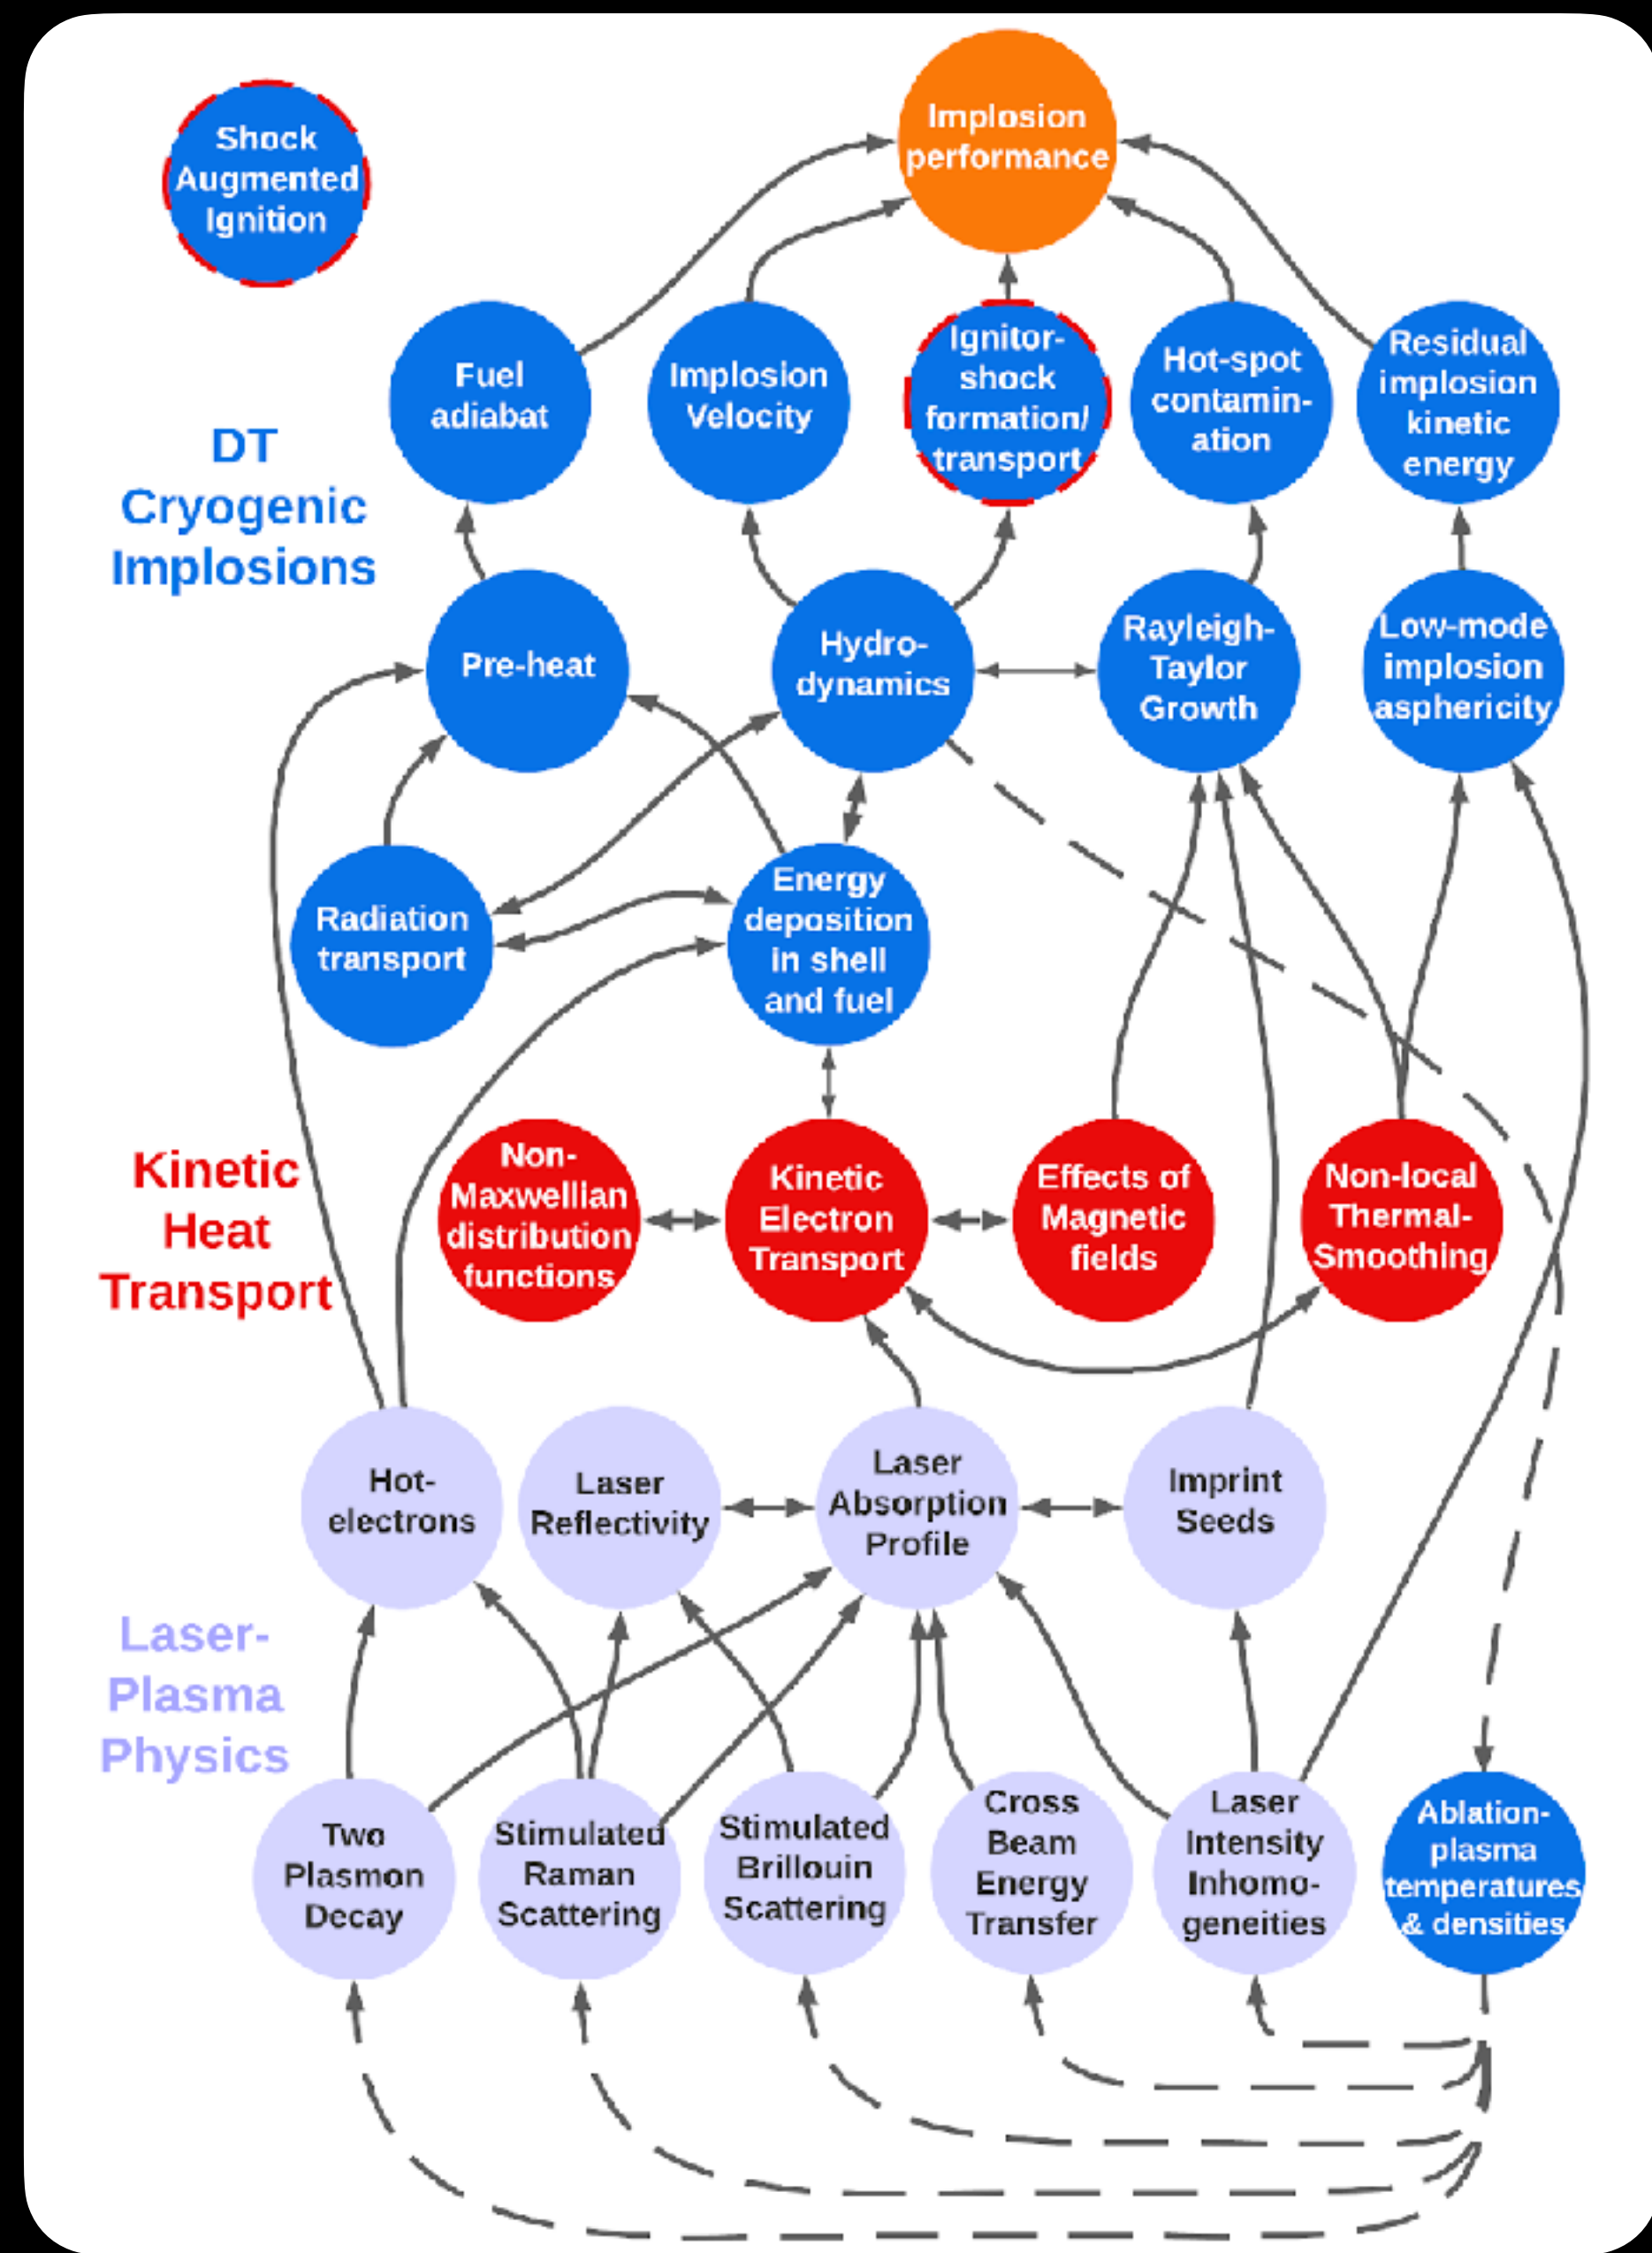 Shock
Augmented
Ignition
Implosion
performance
Fuel
adiabat
Implosion
Velocity
Ignitor-
shock
formation/
transport
Hot-spot
contamin-
ation
Residual
implosion
kinetic
energy
DT
Cryogenic
Implosions
Pre-heat
Hydro-
dynamics
Rayleigh-
Taylor
Growth
Low-mode
implosion
asphericity
Radiation
transport
Energy
deposition
in shell
and fuel
Kinetic
Heat
Transport
Non-
Maxwellian
distribution
functions
Kinetic
Electron
Transport
Effects of
Magnetic
fields
Non-local
Thermal-
Smoothing
Hot-
electrons
Laser
Reflectivity
Laser
Absorption
Profile
Imprint
Seeds
Laser-
Plasma
Physics
Two
Plasmon
Decay
Stimulated
Raman
Scattering
Stimulated
Brillouin
Scattering
Cross
Beam
Energy
Transfer
Laser
Intensity
Inhomo-
geneities
Ablation-
plasma
temperatures
& densities